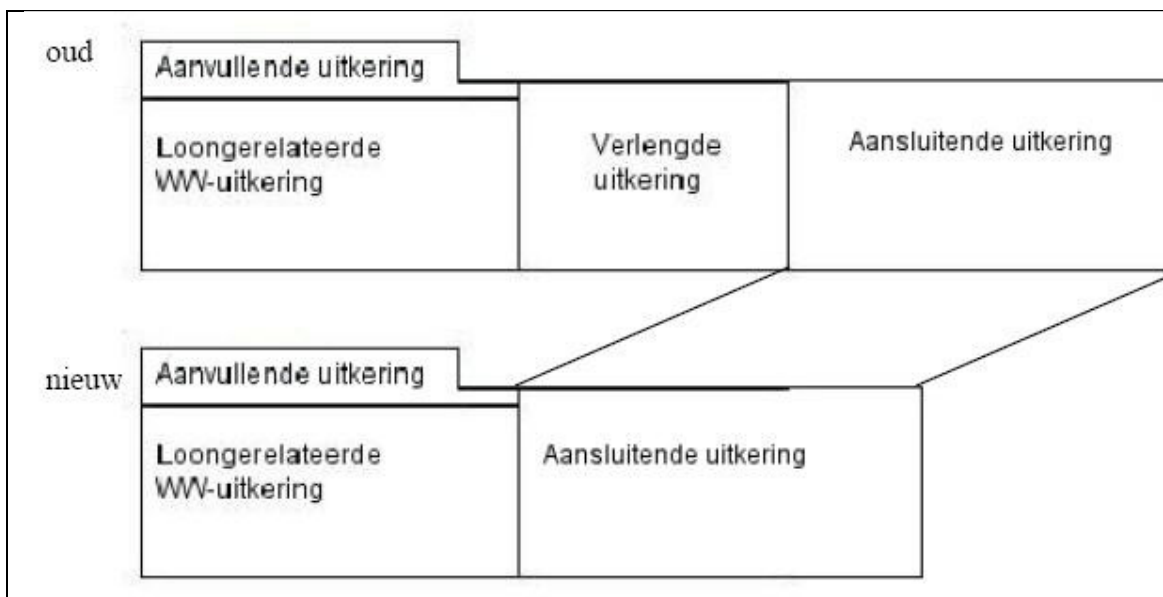 oud
Aanvullende uitkering
Loongerelateerde
WW-uitkering
Verlengde
uitkering
Aansluitende uitkering
nieuw
Aanvullende uitkering
Loongerelateerde
WW-uitkering
Aansluitende uitkering